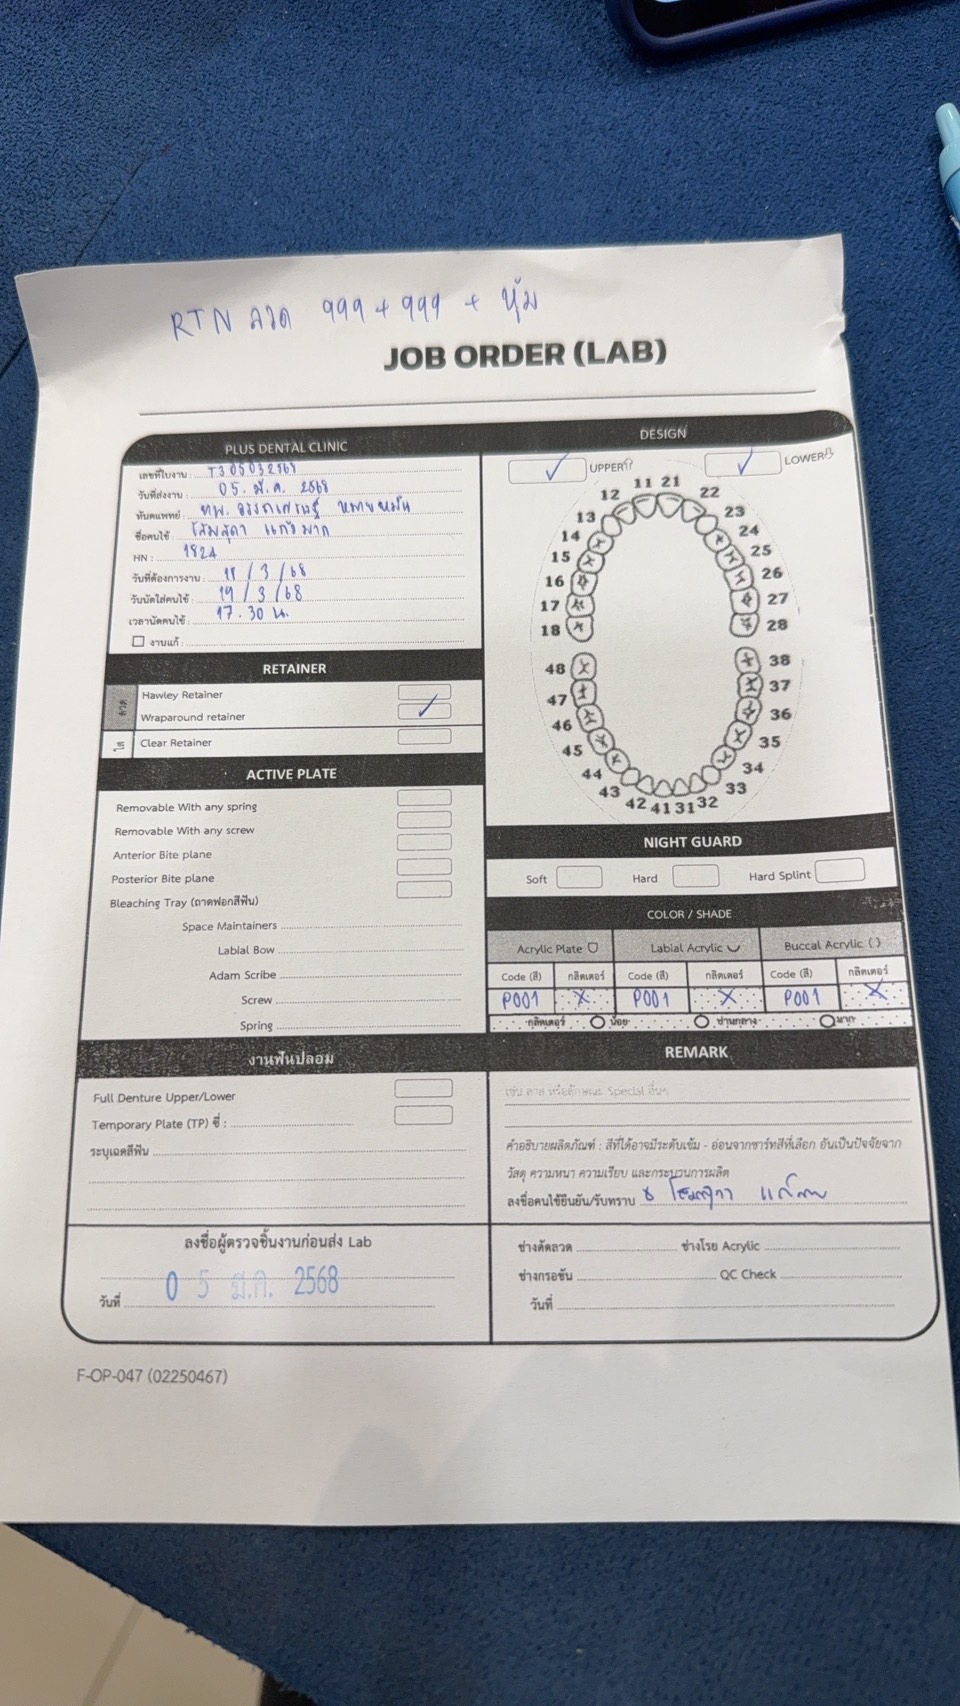 RTN ลวด 999 + 999 + หุ้ม
JOB ORDER (LAB)
PLUS DENTAL CLINIC
เลขที่ใบงาน :
วันที่ส่งงาน : 05. มี.ค. 2568
ทันตแพทย์ : ทพ.
ชื่อคนไข้ : โสมสุดา แก้วมาก
HN : 1824
วันที่ต้องการงาน : 18 / 3 / 68
วันนัดใส่คนไข้ : 19 / 3 / 68
เวลานัดคนไข้ : 17.30 น.
งานแก้ :
RETAINER
ลวด
Hawley Retainer
Wraparound retainer
ใส
Clear Retainer
ACTIVE PLATE
Removable With any spring
Removable With any screw
Anterior Bite plane
Posterior Bite plane
Bleaching Tray (ถาดฟอกสีฟัน)
Space Maintainers
Labial Bow
Adam Scribe
Screw
Spring
งานฟันปลอม
Full Denture Upper/Lower
Temporary Plate (TP) ซี่ :
ระบุเฉดสีฟัน
ลงชื่อผู้ตรวจชิ้นงานก่อนส่ง Lab
วันที่ 0 5 มี.ค. 2568
DESIGN
UPPER LOWER
11 21
12 22
13 23
14 24
15 25
16 26
17 27
18 28
48 38
47 37
46 36
45 35
44 34
43 33
42 41 31 32
NIGHT GUARD
Soft Hard Hard Splint
COLOR / SHADE
Acrylic Plate Labial Acrylic Buccal Acrylic ( )
Code (สี) กลิตเตอร์ Code (สี) กลิตเตอร์ Code (สี) กลิตเตอร์
P001 X P001 X P001 X
กลิตเตอร์ น้อย ปานกลาง มาก
REMARK
เช่น ลาย หรือลักษณะ Special อื่นๆ
คำอธิบายผลิตภัณฑ์ : สีที่ได้อาจมีระดับเข้ม - อ่อนจากชาร์ทสีที่เลือก อันเป็นปัจจัยจาก
วัสดุ ความหนา ความเรียบ และกระบวนการผลิต
ลงชื่อคนไข้ยืนยัน/รับทราบ
ช่างดัดลวด ช่างโรย Acrylic
ช่างกรอขัน QC Check
วันที่
F-OP-047 (02250467)